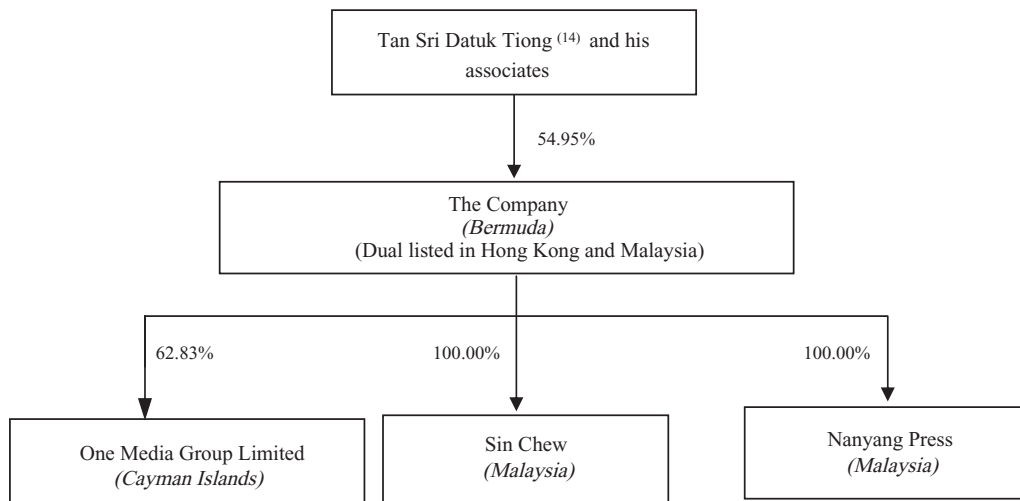 Tan Sri Datuk Tiong (14) and his
associates
54.95%
The Company
(Bermuda)
(Dual listed in Hong Kong and Malaysia)
62.83%
100.00%
100.00%
One Media Group Limited
(Cayman Islands)
Sin Chew
(Malaysia)
Nanyang Press
(Malaysia)